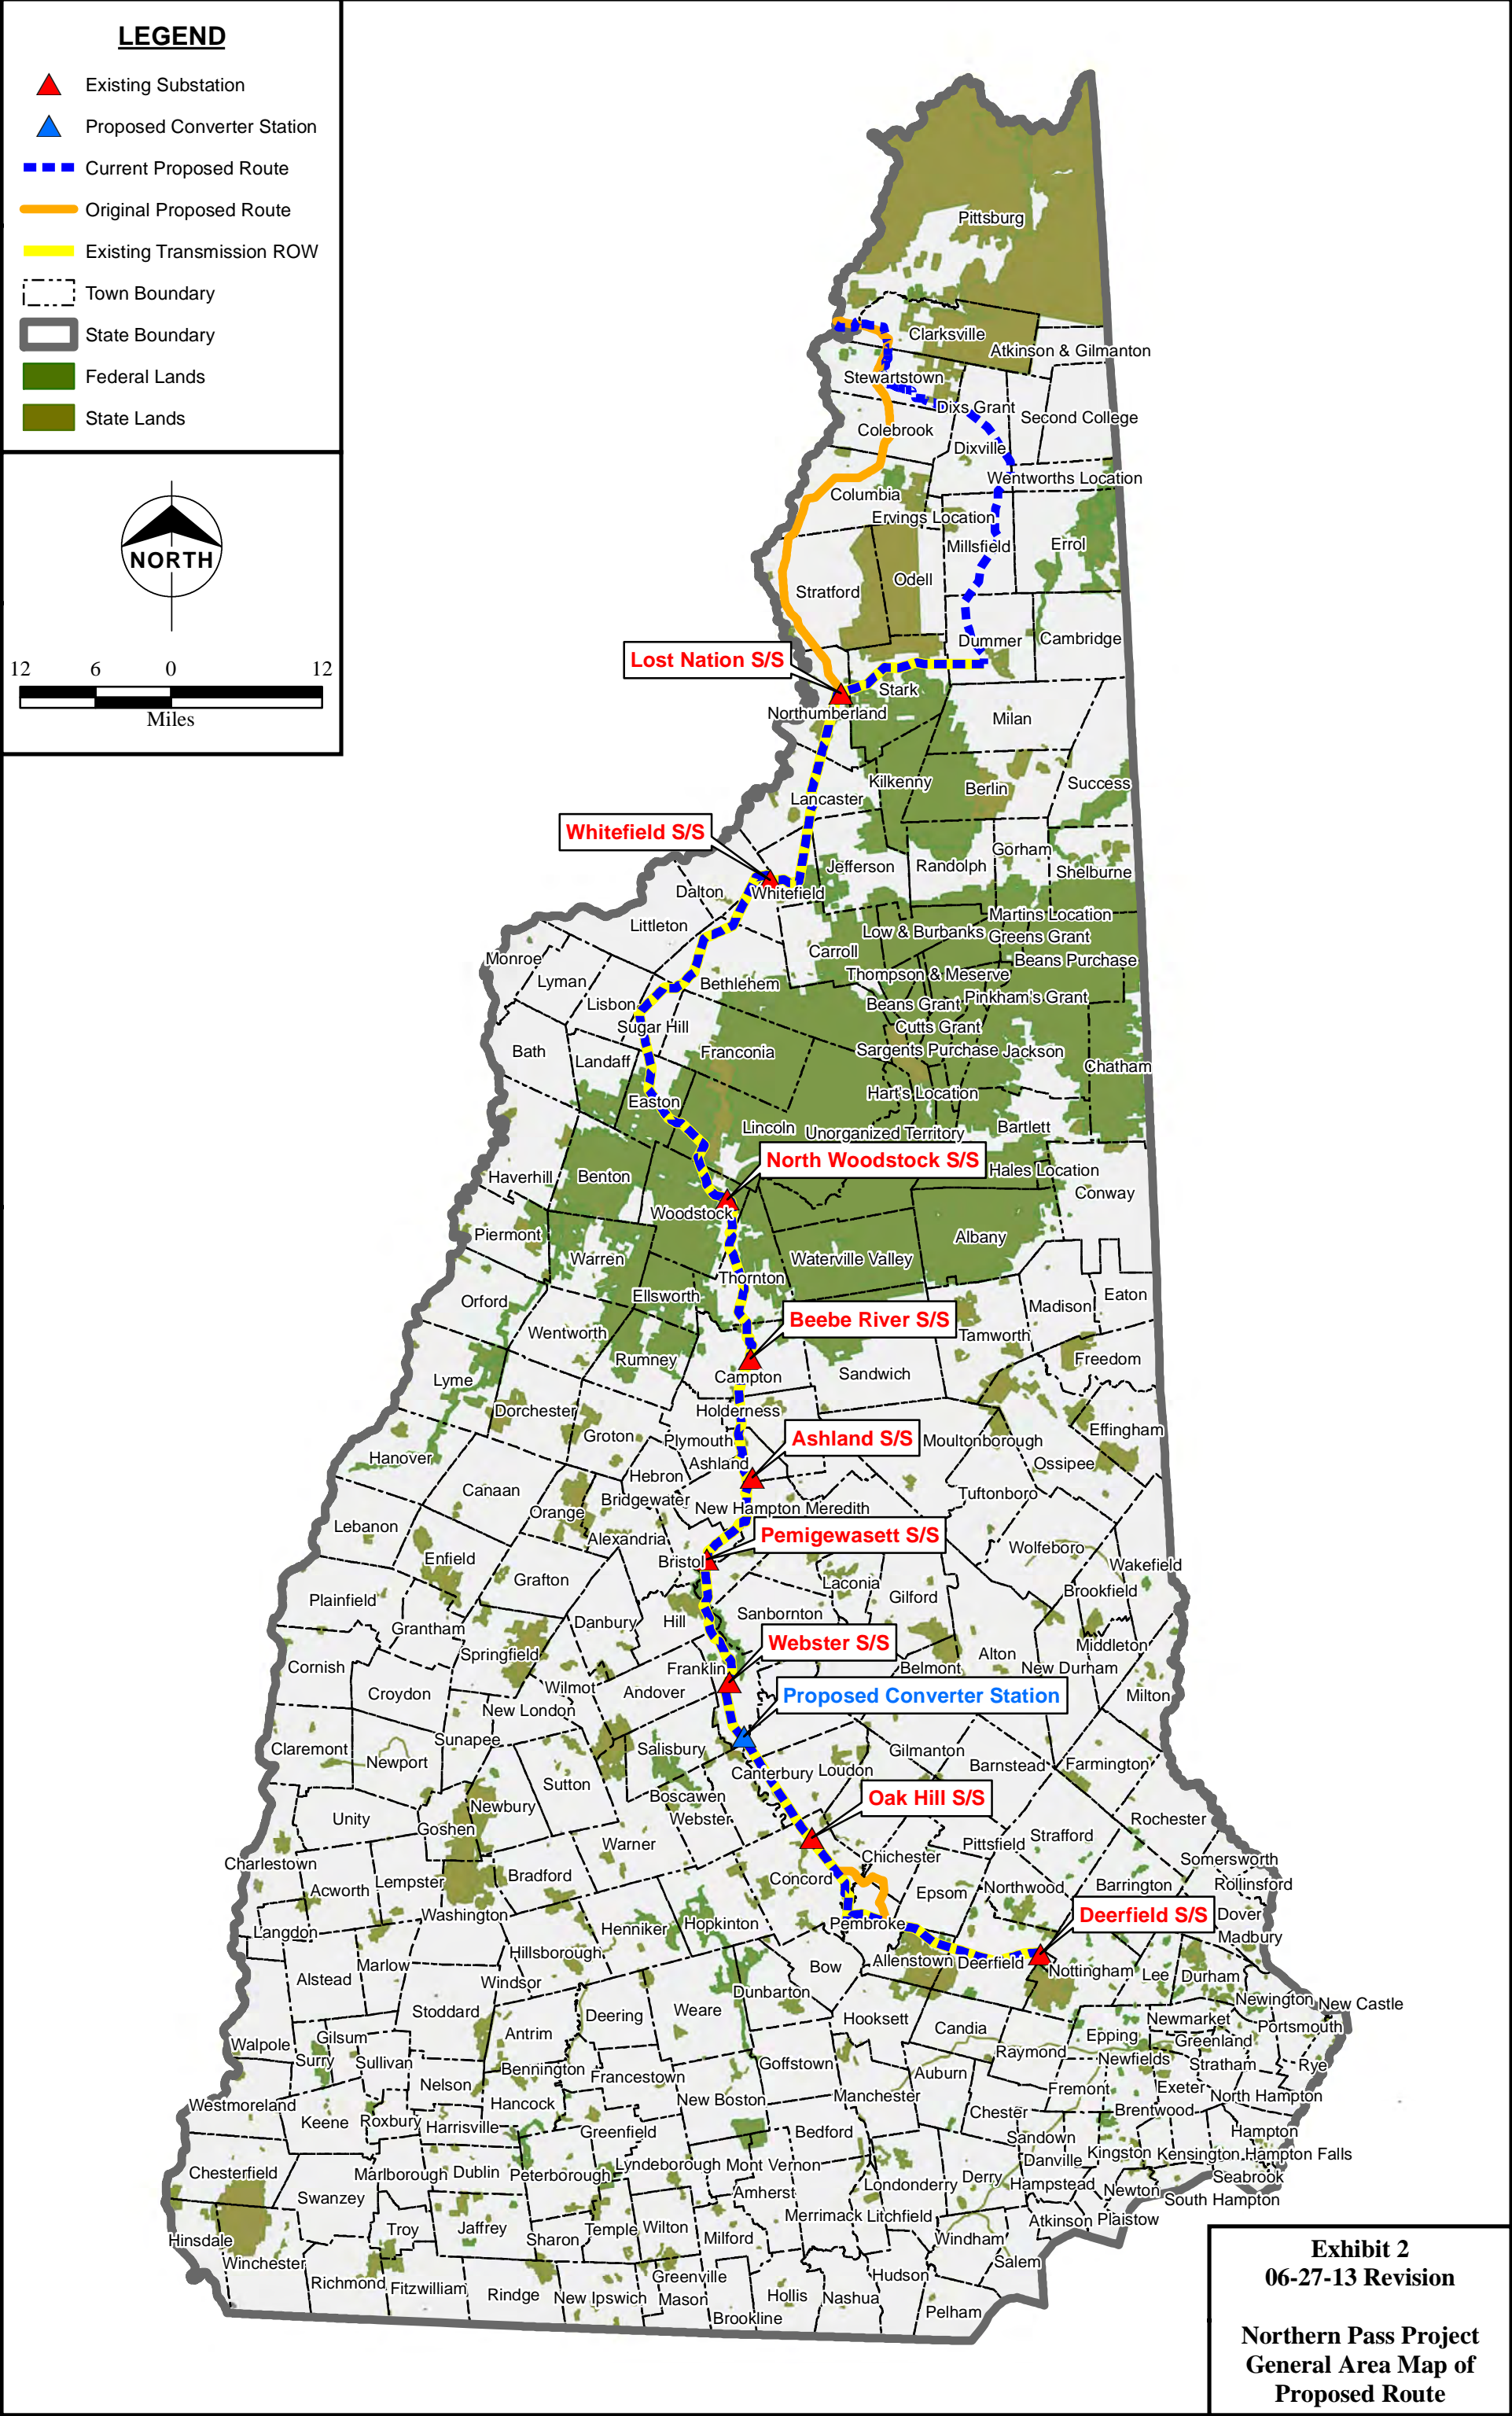 LEGEND
Existing Substation
Proposed Converter Station
Current Proposed Route
Original Proposed Route
Existing Transmission ROW
Town Boundary
State Boundary
Federal Lands
State Lands
NORTH
12 6 0 12
Miles
Pittsburg
Clarksville
Atkinson & Gilmanton
Stewartstown
Dixs Grant
Second College
Colebrook
Dixville
Wentworths Location
Columbia
Ervings Location
Millsfield
Errol
Odell
Stratford
Dummer
Cambridge
Lost Nation S/S
Stark
Northumberland
Milan
Kilkenny
Berlin
Success
Lancaster
Whitefield S/S
Gorham
Jefferson
Randolph
Shelburne
Dalton
Whitefield
Martins Location
Littleton
Low & Burbanks
Greens Grant
Carroll
Monroe
Beans Purchase
Thompson & Meserve
Lyman
Bethlehem
Lisbon
Beans Grant
Pinkham's Grant
Sugar Hill
Cutts Grant
Bath
Franconia
Sargents Purchase
Jackson
Landaff
Chatham
Hart's Location
Easton
Lincoln
Unorganized Territory
Bartlett
North Woodstock S/S
Hales Location
Haverhill
Benton
Conway
Woodstock
Piermont
Albany
Warren
Waterville Valley
Thornton
Ellsworth
Orford
Eaton
Madison
Beebe River S/S
Wentworth
Tamworth
Rumney
Freedom
Campton
Sandwich
Lyme
Dorchester
Holderness
Effingham
Groton
Plymouth
Ashland S/S
Moultonborough
Hanover
Ashland
Ossipee
Hebron
Canaan
Bridgewater
Tuftonboro
Orange
New Hampton
Meredith
Lebanon
Alexandria
Pemigewasett S/S
Wolfeboro
Enfield
Bristol
Wakefield
Grafton
Laconia
Brookfield
Plainfield
Gilford
Danbury
Hill
Sanbornton
Grantham
Webster S/S
Middleton
Springfield
Alton
Cornish
Franklin
Belmont
New Durham
Croydon
Wilmot
Andover
Proposed Converter Station
Milton
New London
Sunapee
Claremont
Salisbury
Gilmanton
Newport
Barnstead
Farmington
Canterbury
Loudon
Sutton
Boscawen
Oak Hill S/S
Newbury
Unity
Webster
Rochester
Goshen
Strafford
Warner
Pittsfield
Chichester
Somersworth
Charlestown
Bradford
Concord
Lempster
Acworth
Epsom
Northwood
Barrington
Rollinsford
Washington
Deerfield S/S
Dover
Hopkinton
Pembroke
Henniker
Langdon
Madbury
Hillsborough
Allenstown
Deerfield
Marlow
Bow
Nottingham
Lee
Durham
Alstead
Windsor
Dunbarton
Newington
New Castle
Stoddard
Weare
Deering
Hooksett
Newmarket
Candia
Portsmouth
Antrim
Epping
Gilsum
Greenland
Walpole
Raymond
Surry
Sullivan
Goffstown
Newfields
Stratham
Rye
Bennington
Auburn
Francestown
Nelson
Fremont
Exeter
North Hampton
Manchester
New Boston
Hancock
Westmoreland
Brentwood
Chester
Keene
Roxbury
Harrisville
Greenfield
Bedford
Hampton
Sandown
Kingston
Kensington
Hampton Falls
Danville
Lyndeborough
Mont Vernon
Chesterfield
Marlborough
Dublin
Peterborough
Derry
Seabrook
Londonderry
Hampstead
Newton
Amherst
Swanzey
South Hampton
Merrimack
Litchfield
Atkinson
Plaistow
Troy
Jaffrey
Temple
Wilton
Hinsdale
Sharon
Milford
Windham
Winchester
Salem
Hudson
Greenville
Richmond
Fitzwilliam
Rindge
New Ipswich
Mason
Hollis
Nashua
Brookline
Pelham
Exhibit 2
06-27-13 Revision
Northern Pass Project
General Area Map of
Proposed Route